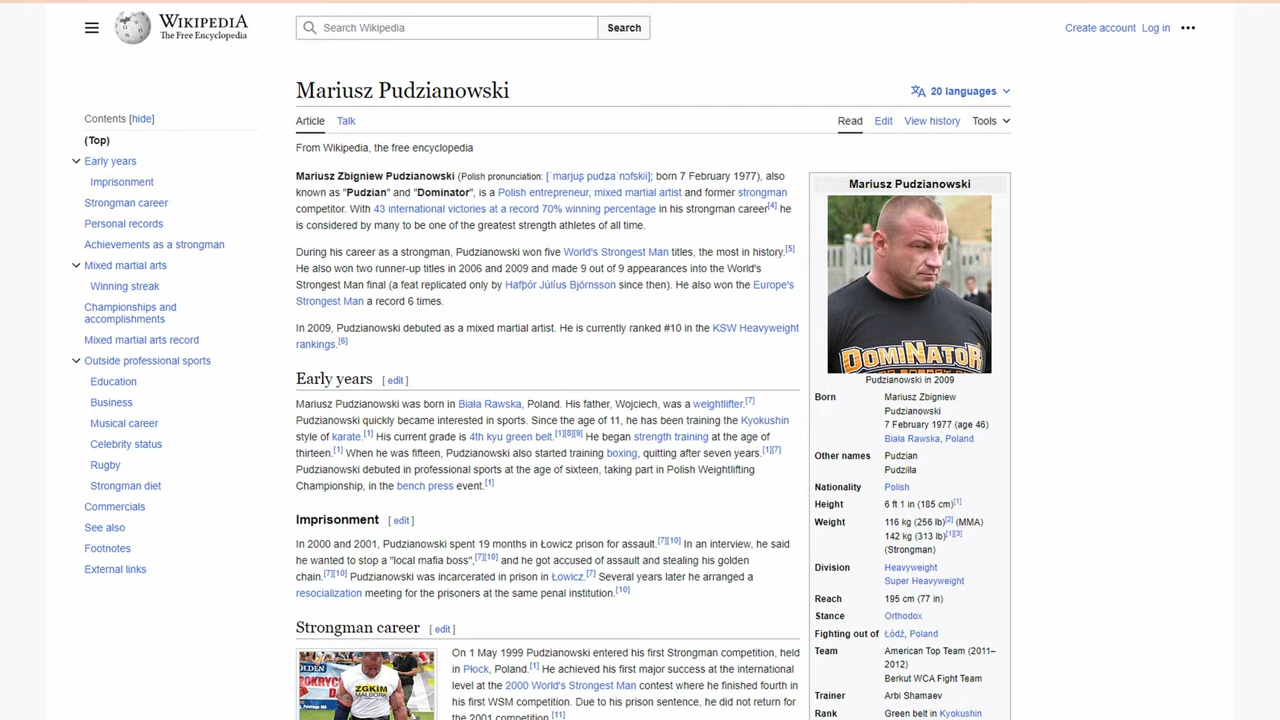 WIKIPEDIA
The Free Encyclopedia
Search Wikipedia
Search
Create account Log in
Mariusz Pudzianowski
20 languages
Article Talk
Read Edit View history Tools
From Wikipedia, the free encyclopedia
Contents [hide]
(Top)
Early years
Imprisonment
Strongman career
Personal records
Achievements as a strongman
Mixed martial arts
Winning streak
Championships and
accomplishments
Mixed martial arts record
Outside professional sports
Education
Business
Musical career
Celebrity status
Rugby
Strongman diet
Commercials
See also
Footnotes
External links
Mariusz Zbigniew Pudzianowski (Polish pronunciation: [ˈmarjuʂ pudʑaˈnɔfskii]; born 7 February 1977), also
known as "Pudzian" and "Dominator", is a Polish entrepreneur, mixed martial artist and former strongman
competitor. With 43 international victories at a record 70% winning percentage in his strongman career[4] he
is considered by many to be one of the greatest strength athletes of all time.
During his career as a strongman, Pudzianowski won five World's Strongest Man titles, the most in history.[5]
He also won two runner-up titles in 2006 and 2009 and made 9 out of 9 appearances into the World's
Strongest Man final (a feat replicated only by Hafþór Júlíus Björnsson since then). He also won the Europe's
Strongest Man a record 6 times.
In 2009, Pudzianowski debuted as a mixed martial artist. He is currently ranked #10 in the KSW Heavyweight
rankings.[6]
Early years [ edit ]
Mariusz Pudzianowski was born in Biała Rawska, Poland. His father, Wojciech, was a weightlifter.[7]
Pudzianowski quickly became interested in sports. Since the age of 11, he has been training the Kyokushin
style of karate.[1] His current grade is 4th kyu green belt.[1][8][9] He began strength training at the age of
thirteen.[1] When he was fifteen, Pudzianowski also started training boxing, quitting after seven years.[1][7]
Pudzianowski debuted in professional sports at the age of sixteen, taking part in Polish Weightlifting
Championship, in the bench press event.[1]
Imprisonment [ edit ]
In 2000 and 2001, Pudzianowski spent 19 months in Łowicz prison for assault.[7][10] In an interview, he said
he wanted to stop a "local mafia boss",[7][10] and he got accused of assault and stealing his golden
chain.[7][10] Pudzianowski was incarcerated in prison in Łowicz.[7] Several years later he arranged a
resocialization meeting for the prisoners at the same penal institution.[10]
Strongman career [ edit ]
On 1 May 1999 Pudzianowski entered his first Strongman competition, held
in Płock, Poland.[1] He achieved his first major success at the international
level at the 2000 World's Strongest Man contest where he finished fourth in
his first WSM competition. Due to his prison sentence, he did not return for
the 2001 competition.[11]
ZGKIM
MALBORK
Mariusz Pudzianowski
DOMINATOR
Pudzianowski in 2009
Born Mariusz Zbigniew
Pudzianowski
7 February 1977 (age 46)
Biała Rawska, Poland
Other names Pudzian
Pudzilla
Nationality Polish
Height 6 ft 1 in (185 cm)[1]
Weight 116 kg (256 lb)[2] (MMA)
142 kg (313 lb)[1][3]
(Strongman)
Division Heavyweight
Super Heavyweight
Reach 195 cm (77 in)
Stance Orthodox
Fighting out of Łódź, Poland
Team American Top Team (2011–
2012)
Berkut WCA Fight Team
Trainer Arbi Shamaev
Rank Green belt in Kyokushin